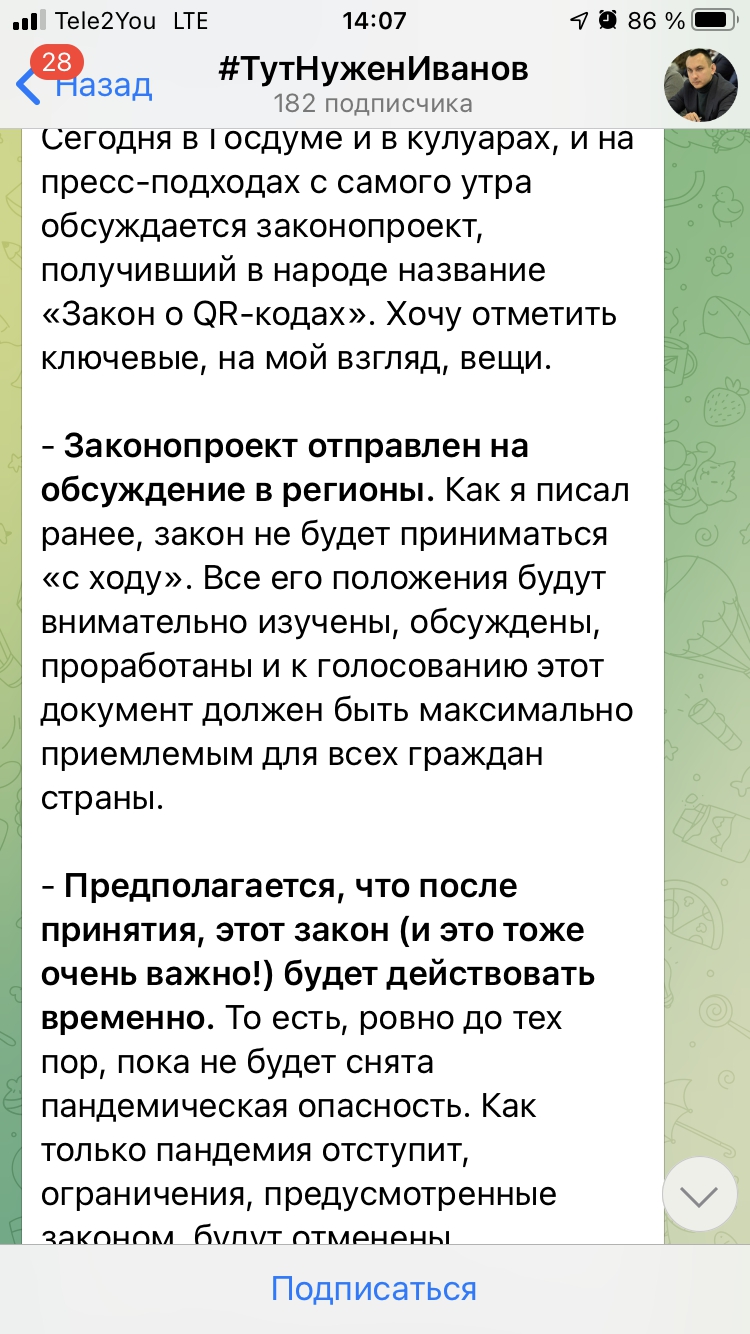 Tele2You LTE 14:07 86 %
28
Назад
#ТутНуженИванов
182 подписчика
Сегодня в Госдуме и в кулуарах, и на
пресс-подходах с самого утра
обсуждается законопроект,
получивший в народе название
«Закон о QR-кодах». Хочу отметить
ключевые, на мой взгляд, вещи.
- Законопроект отправлен на
обсуждение в регионы. Как я писал
ранее, закон не будет приниматься
«с ходу». Все его положения будут
внимательно изучены, обсуждены,
проработаны и к голосованию этот
документ должен быть максимально
приемлемым для всех граждан
страны.
- Предполагается, что после
принятия, этот закон (и это тоже
очень важно!) будет действовать
временно. То есть, ровно до тех
пор, пока не будет снята
пандемическая опасность. Как
только пандемия отступит,
ограничения, предусмотренные
законом, будут отменены
Подписаться